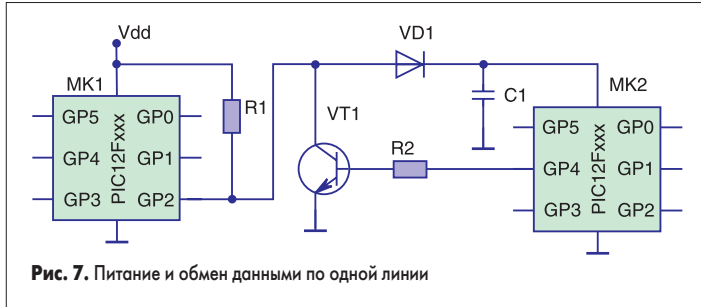 Vdd
VD1
MK1
R1
C1
MK2
VT1
R2
GP5
GP4
GP3
PIC12Fxxx
GP0
GP1
GP2
GP5
GP4
GP3
PIC12Fxxx
GP0
GP1
GP2
Рис. 7. Питание и обмен данными по одной линии